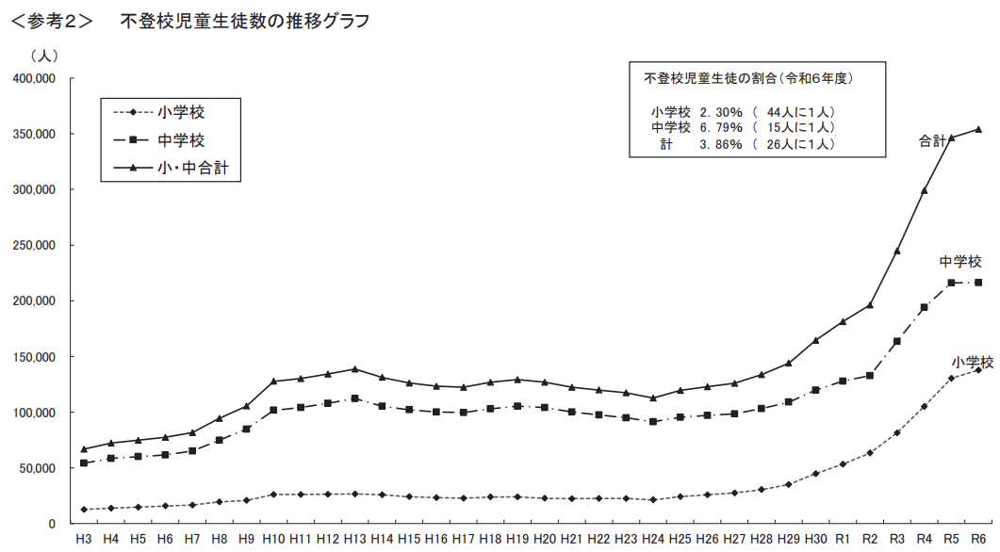 ＜参考２＞　不登校児童生徒数の推移グラフ
（人）
400,000
350,000
300,000
250,000
200,000
150,000
100,000
50,000
0
小学校
中学校
小・中合計
不登校児童生徒の割合（令和６年度）
小学校 2.30%（ 44人に１人）
中学校 6.79%（ 15人に１人）
計 3.86%（ 26人に１人）
合計
中学校
小学校
H3 H4 H5 H6 H7 H8 H9 H10 H11 H12 H13 H14 H15 H16 H17 H18 H19 H20 H21 H22 H23 H24 H25 H26 H27 H28 H29 H30 R1 R2 R3 R4 R5 R6